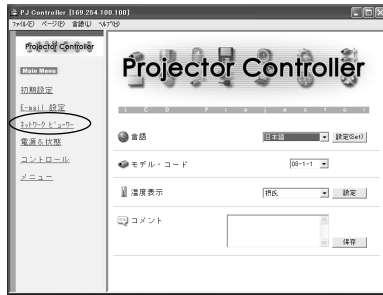 PJ Controller [169.254.100.100]
ファイル(F) ページ(P) 言語(L) ヘルプ(H)
Projector Controller
Main Menu
初期設定
E-mail 設定
ネットワークビューワー
電源&状態
コントロール
メニュー
Projector Controller
LCD Projector
言語 日本語 設定(Set)
モデル・コード 08-1-1
温度表示 摂氏 設定
コメント 保存